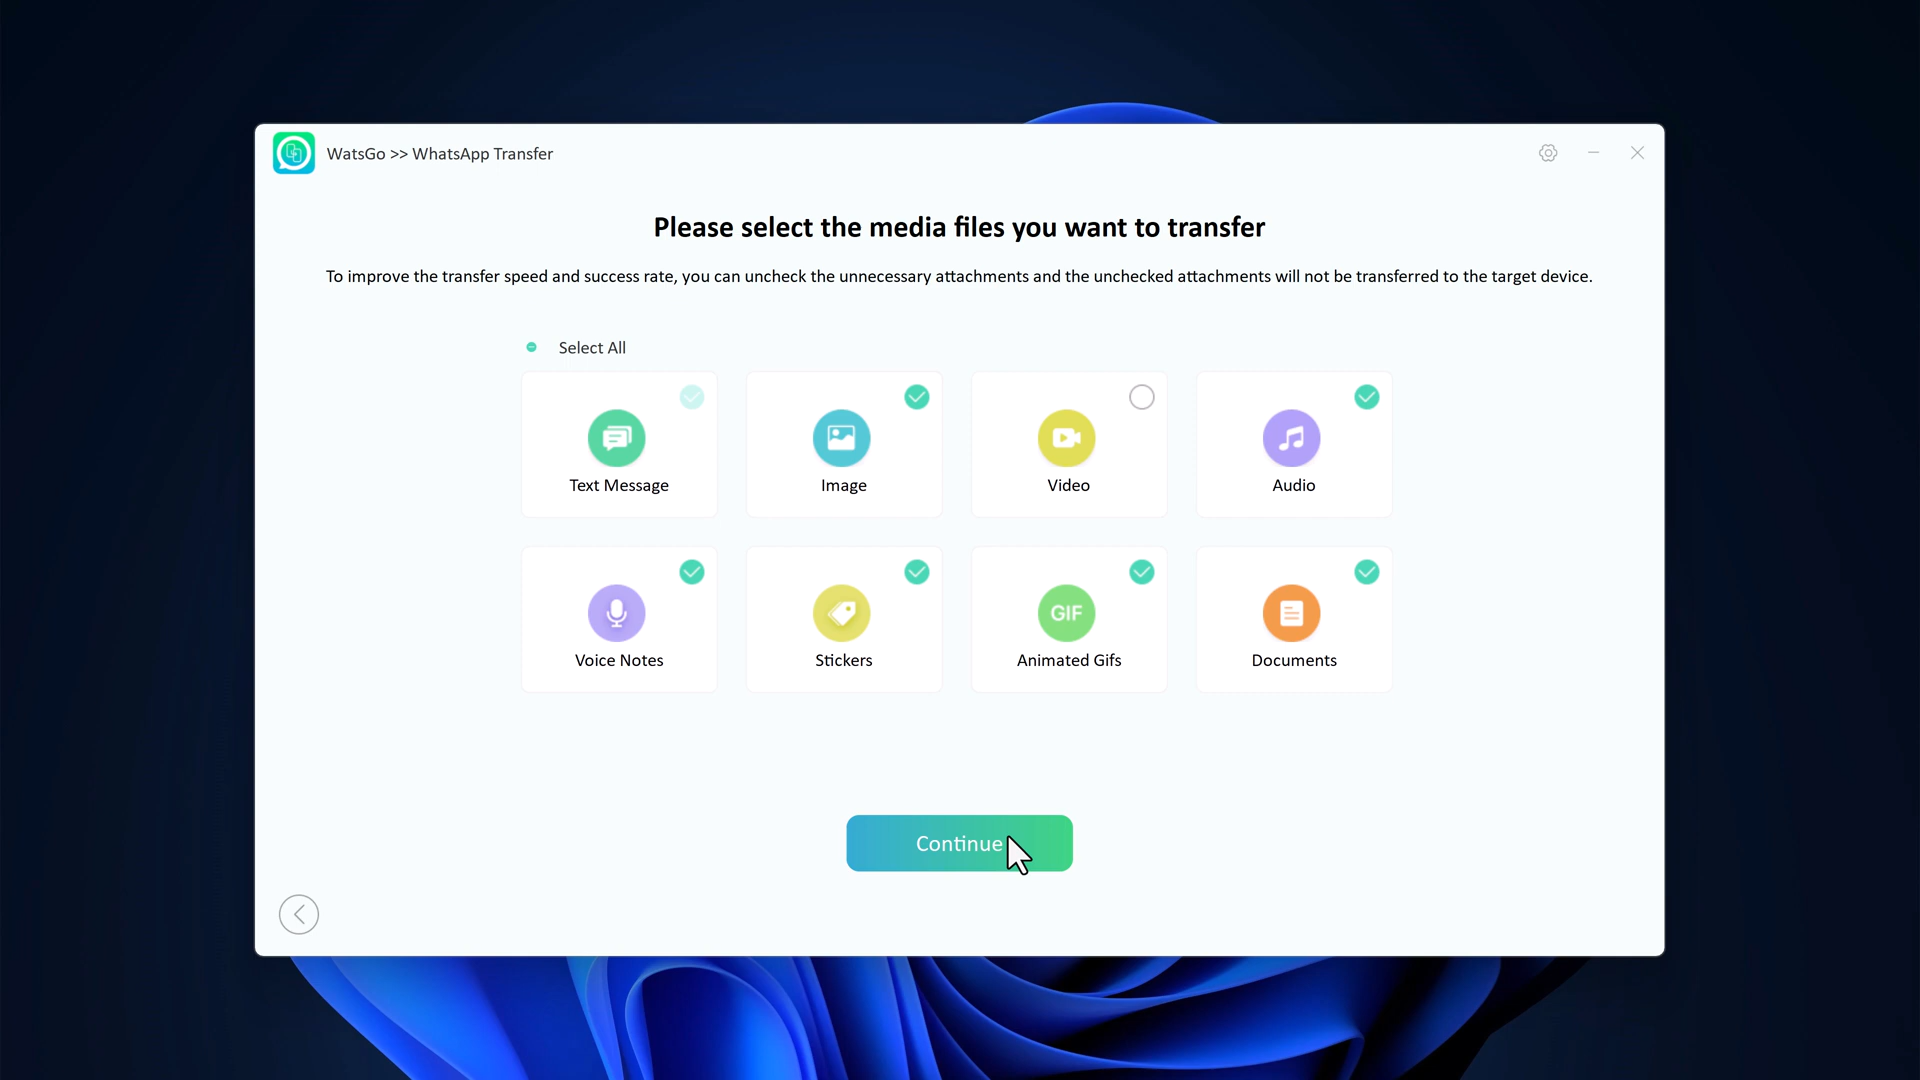 WatsGo >> WhatsApp Transfer
Please select the media files you want to transfer
To improve the transfer speed and success rate, you can uncheck the unnecessary attachments and the unchecked attachments will not be transferred to the target device.
Select All
Text Message
Image
Video
Audio
Voice Notes
Stickers
GIF
Animated Gifs
Documents
Continue